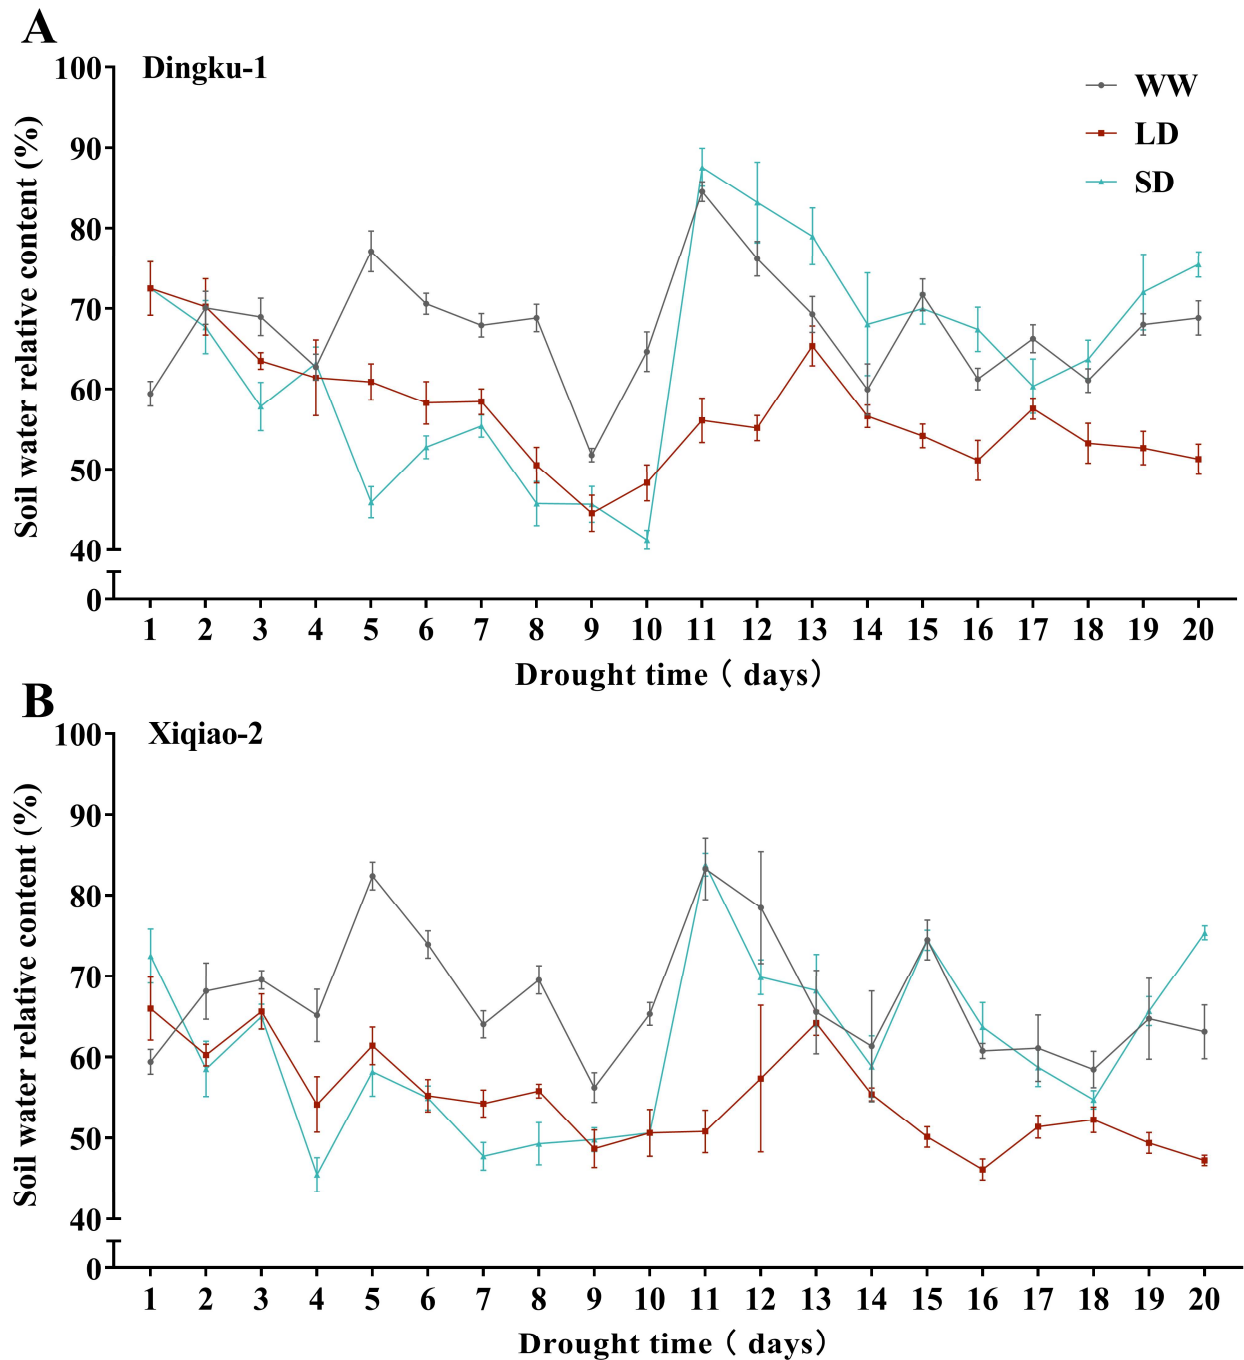 A
Dingku-1
WW
LD
SD
Soil water relative content (%)
100
90
80
70
60
50
40
0
1 2 3 4 5 6 7 8 9 10 11 12 13 14 15 16 17 18 19 20
Drought time（ days）
B
Xiqiao-2
Soil water relative content (%)
100
90
80
70
60
50
40
0
1 2 3 4 5 6 7 8 9 10 11 12 13 14 15 16 17 18 19 20
Drought time（ days）